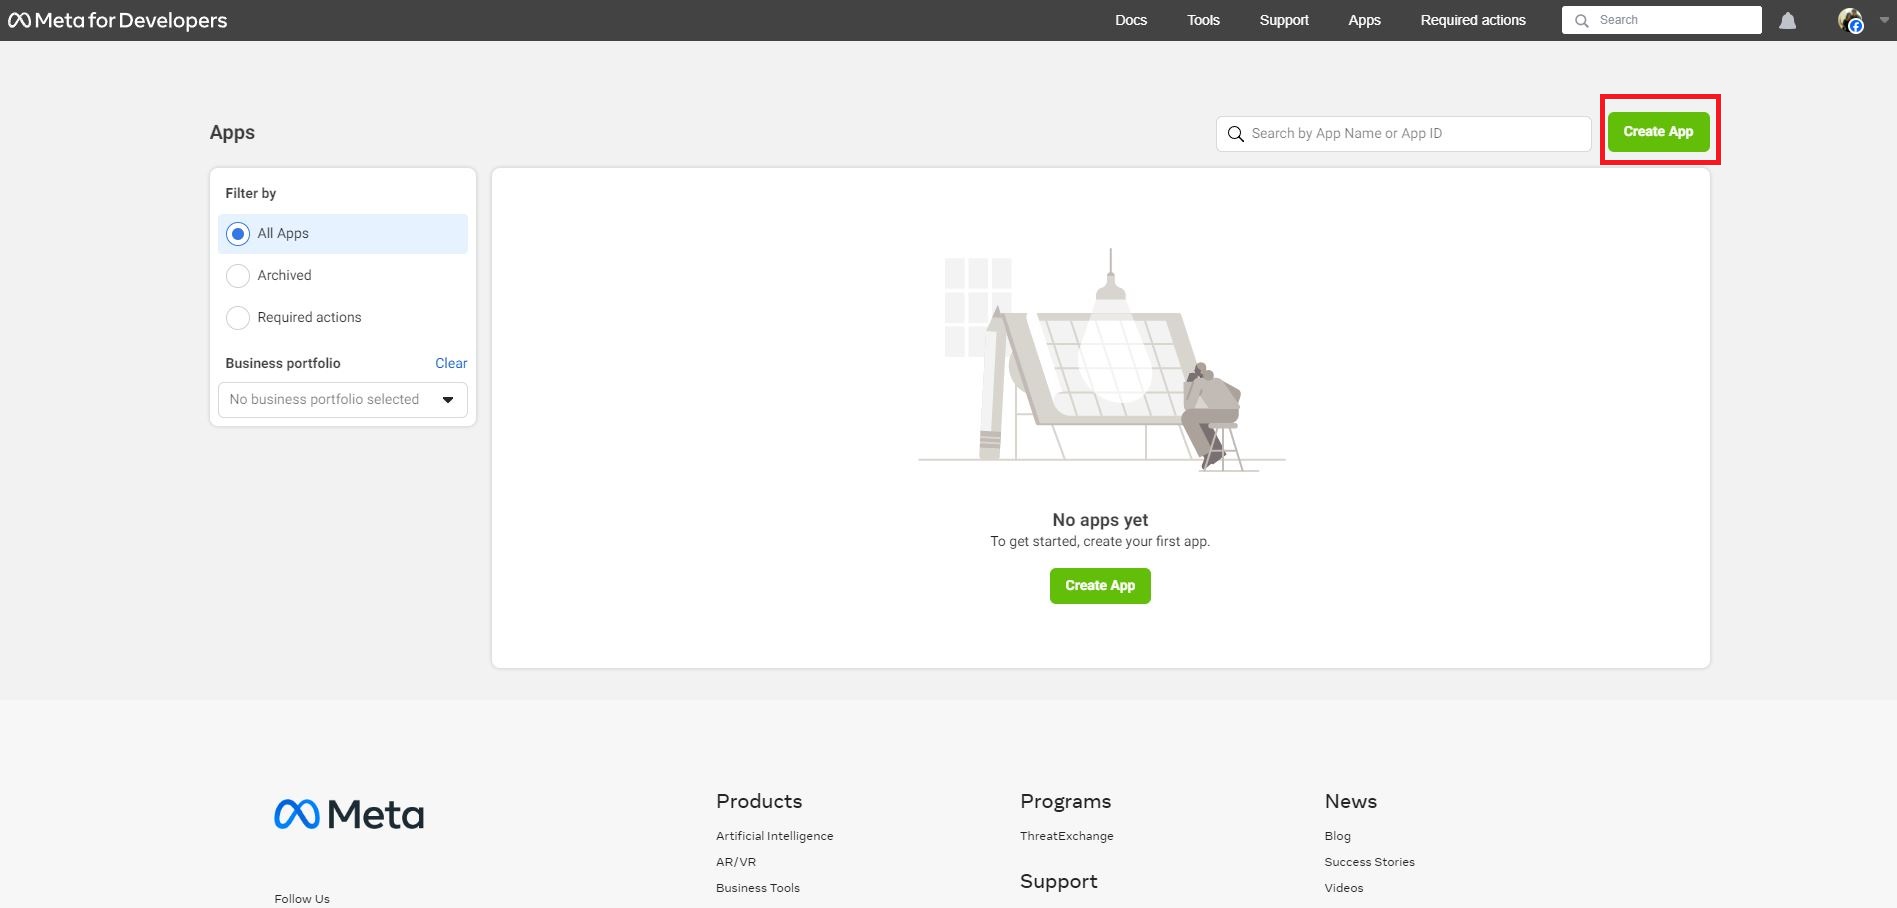 Meta for Developers
Docs Tools Support Apps Required actions Search
Apps
Search by App Name or App ID
Create App
Filter by
All Apps
Archived
Required actions
Business portfolio Clear
No business portfolio selected
No apps yet
To get started, create your first app.
Create App
Meta
Follow Us
Products
Artificial Intelligence
AR/VR
Business Tools
Programs
ThreatExchange
Support
News
Blog
Success Stories
Videos